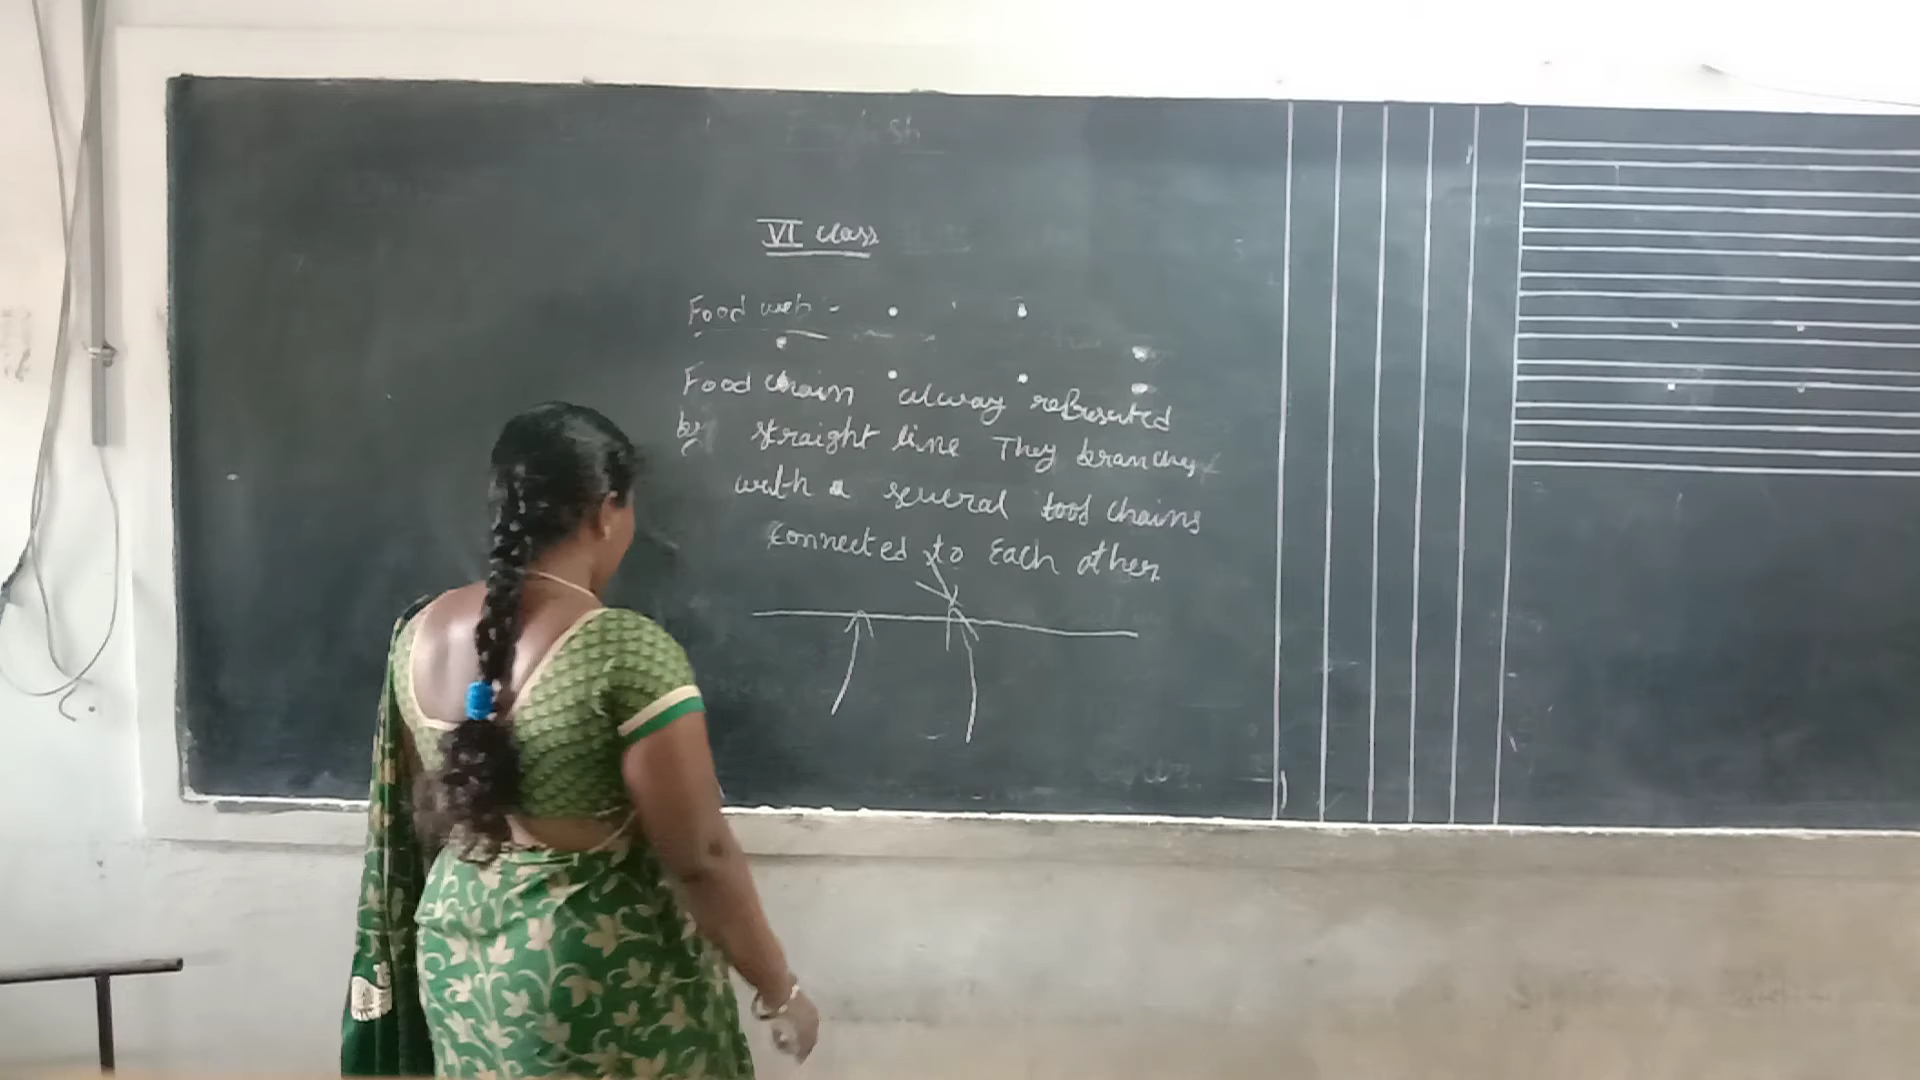 English
VI class
Food web -
Food chain alway represented
by straight line They branches
with a several food chains
connected to Each other